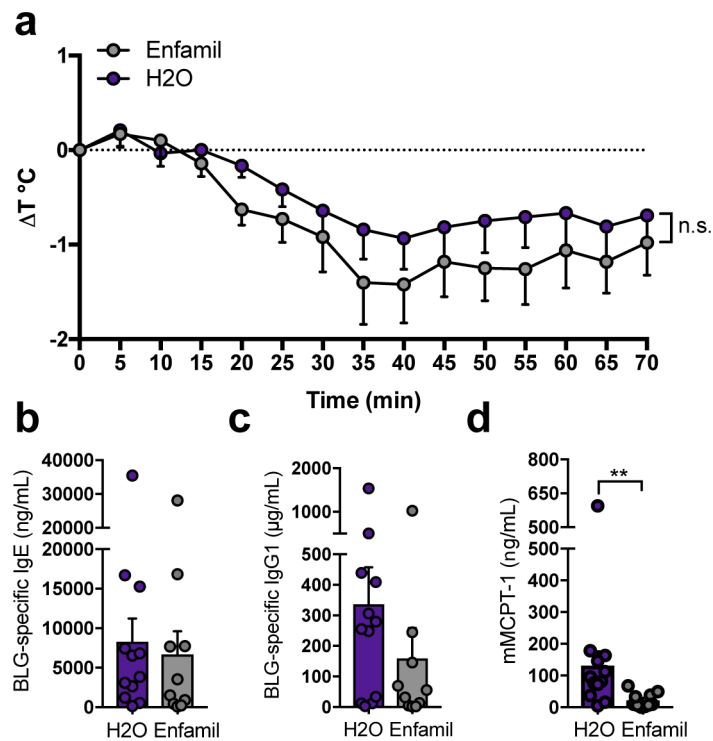 a
Enfamil
H2O
1
0
-1
-2
ΔT °C
n.s.
0 5 10 15 20 25 30 35 40 45 50 55 60 65 70
Time (min)
b
BLG-specific IgE (ng/mL)
50000
40000
30000
20000
20000
15000
10000
5000
0
H2O Enfamil
c
BLG-specific IgG1 (µg/mL)
2000
1000
500
400
300
200
100
0
H2O Enfamil
d
mMCPT-1 (ng/mL)
800
650
500
500
400
300
200
100
0
**
H2O Enfamil